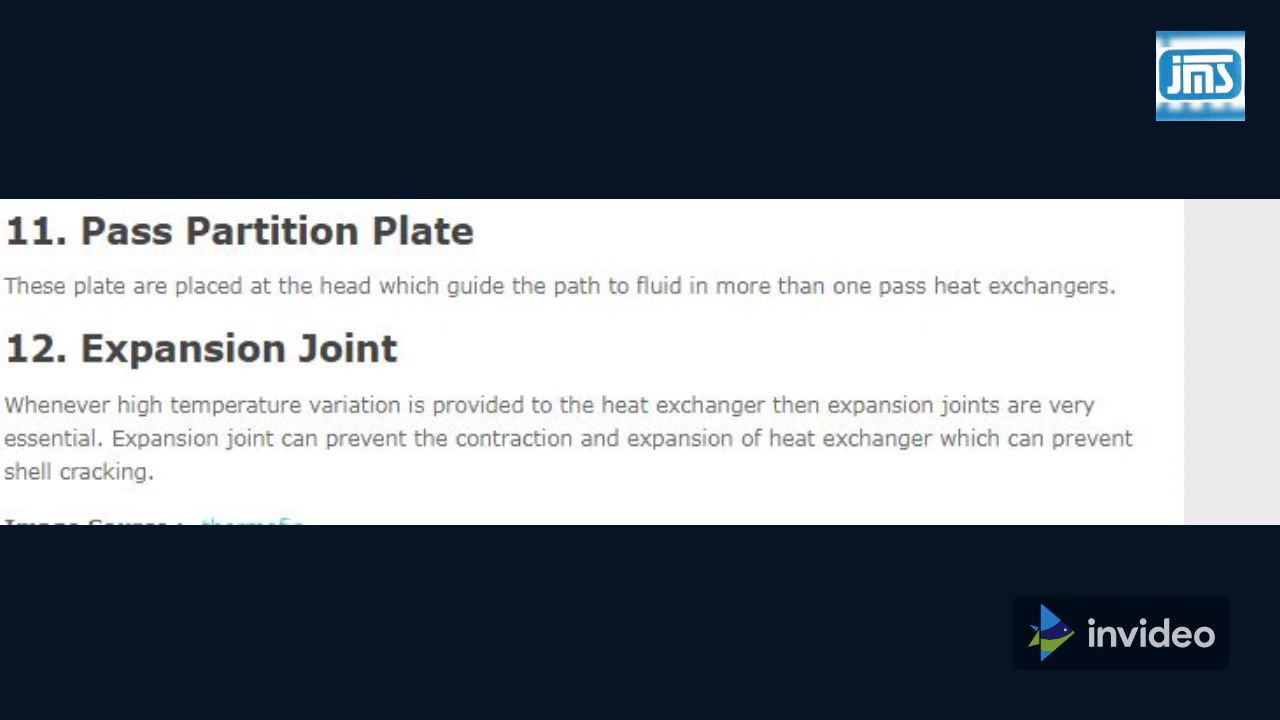 jms
11. Pass Partition Plate
These plate are placed at the head which guide the path to fluid in more than one pass heat exchangers.
12. Expansion Joint
Whenever high temperature variation is provided to the heat exchanger then expansion joints are very
essential. Expansion joint can prevent the contraction and expansion of heat exchanger which can prevent
shell cracking.
Image Source :
invideo